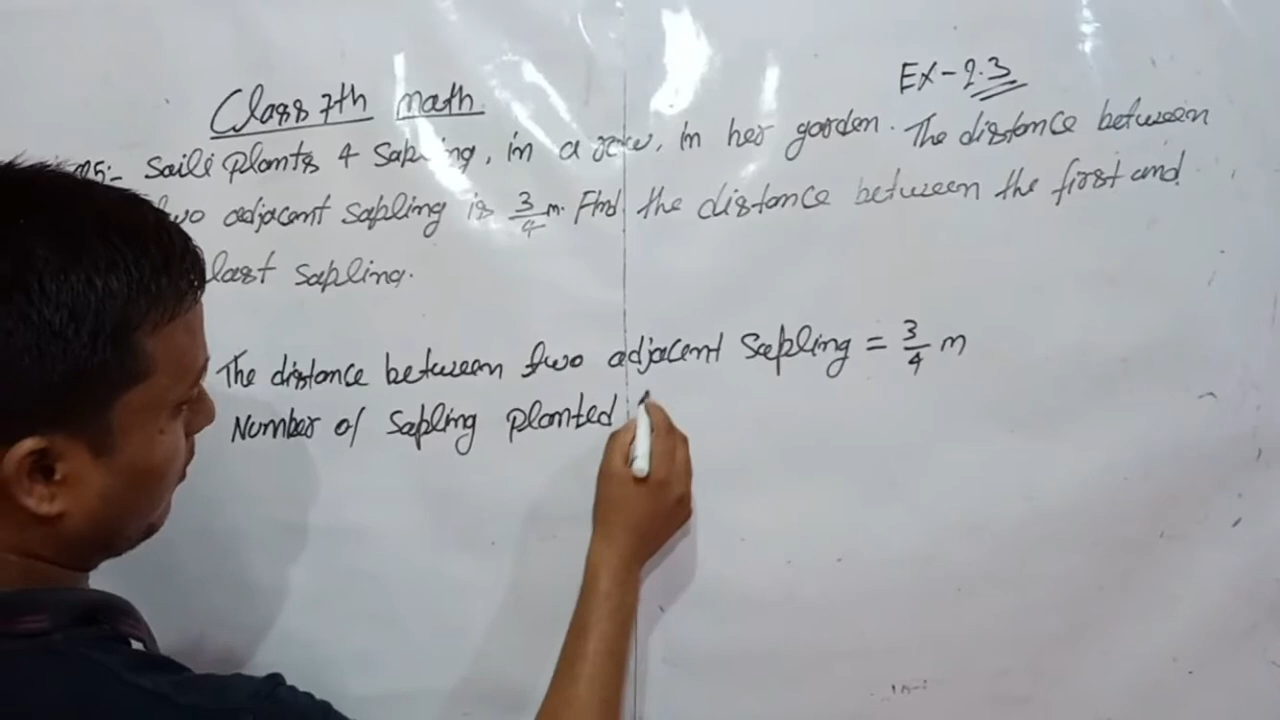 Class 7th math
Ex-2.3
Q5:- Saili plants 4 Sapling, in a row, in her garden. The distance between
two adjacent sapling is 3/4 m. Find the distance between the first and
last sapling.
The distance between two adjacent sapling = 3/4 m
Number of sapling planted